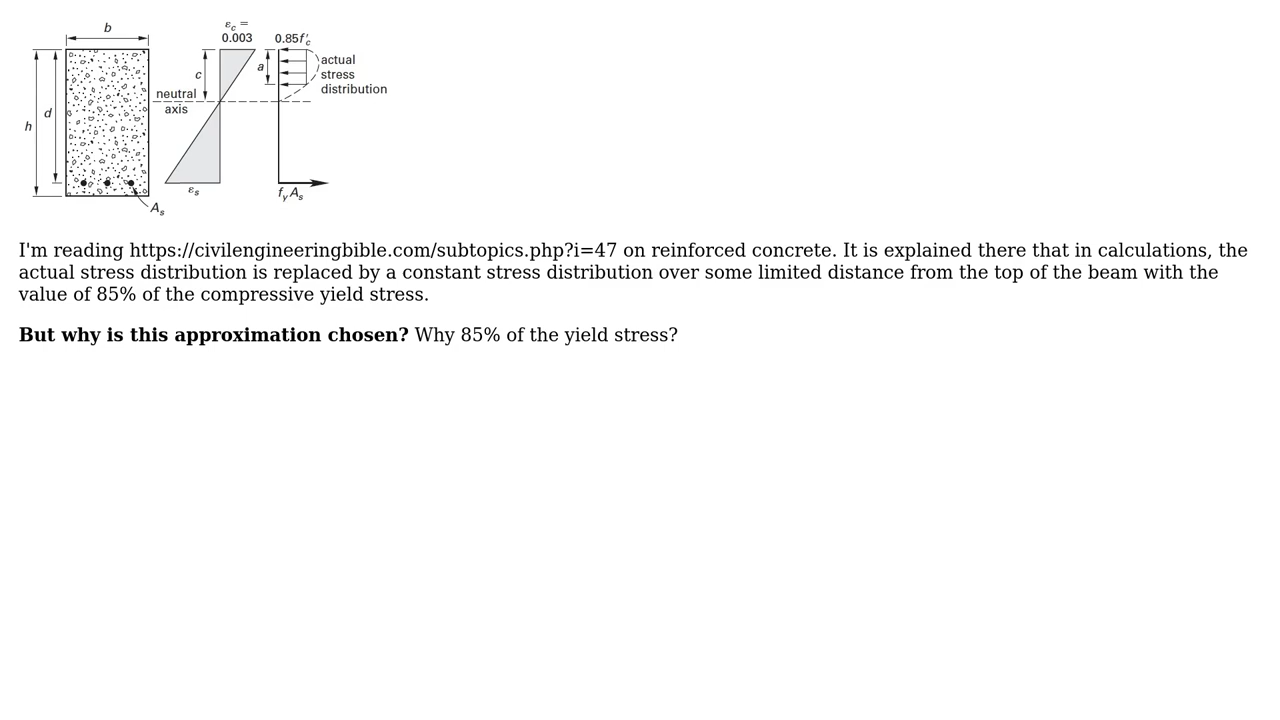 b
εc =
0.003
0.85f'c
actual
stress
distribution
a
c
neutral
axis
d
h
εs
fyAs
As
I'm reading https://civilengineeringbible.com/subtopics.php?i=47 on reinforced concrete. It is explained there that in calculations, the
actual stress distribution is replaced by a constant stress distribution over some limited distance from the top of the beam with the
value of 85% of the compressive yield stress.
But why is this approximation chosen? Why 85% of the yield stress?